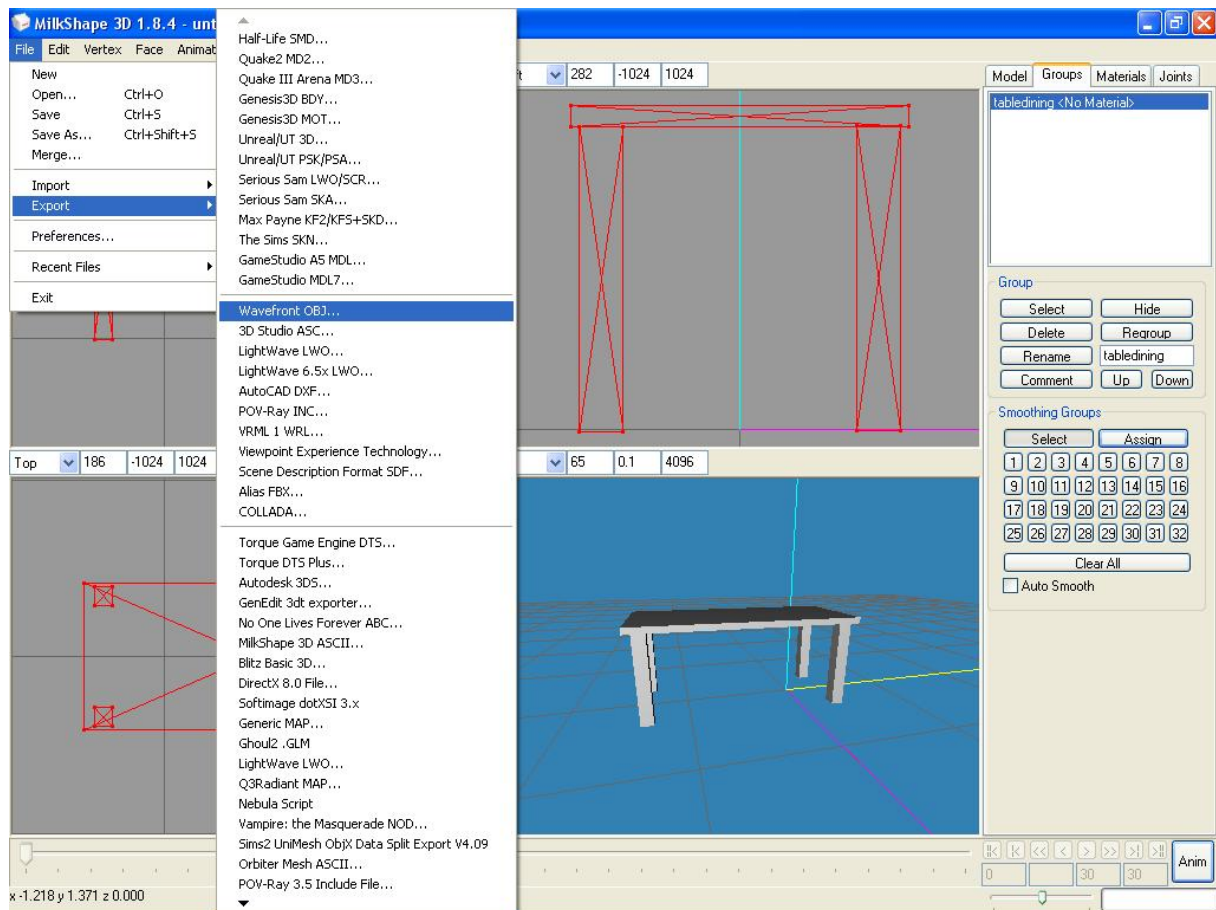 MilkShape 3D 1.8.4 - unt
File Edit Vertex Face Animat
New
Open... Ctrl+O
Save Ctrl+S
Save As... Ctrl+Shift+S
Merge...
Import
Export
Preferences...
Recent Files
Exit
Half-Life SMD...
Quake2 MD2...
Quake III Arena MD3...
Genesis3D BDY...
Genesis3D MOT...
Unreal/UT 3D...
Unreal/UT PSK/PSA...
Serious Sam LWO/SCR...
Serious Sam SKA...
Max Payne KF2/KFS+SKD...
The Sims SKN...
GameStudio A5 MDL...
GameStudio MDL7...
Wavefront OBJ...
3D Studio ASC...
LightWave LWO...
LightWave 6.5x LWO...
AutoCAD DXF...
POV-Ray INC...
VRML 1 WRL...
Viewpoint Experience Technology...
Scene Description Format SDF...
Alias FBX...
COLLADA...
Torque Game Engine DTS...
Torque DTS Plus...
Autodesk 3DS...
GenEdit 3dt exporter...
No One Lives Forever ABC...
MilkShape 3D ASCII...
Blitz Basic 3D...
DirectX 8.0 File...
Softimage dotXSI 3.x
Generic MAP...
Ghoul2 .GLM
LightWave LWO...
Q3Radiant MAP...
Nebula Script
Vampire: the Masquerade NOD...
Sims2 UniMesh ObjX Data Split Export V4.09
Orbiter Mesh ASCII...
POV-Ray 3.5 Include File...
282 -1024 1024
Top 186 -1024 1024
65 0.1 4096
Model Groups Materials Joints
tabledining <No Material>
Group
Select Hide
Delete Regroup
Rename tabledining
Comment Up Down
Smoothing Groups
Select Assign
1 2 3 4 5 6 7 8
9 10 11 12 13 14 15 16
17 18 19 20 21 22 23 24
25 26 27 28 29 30 31 32
Clear All
Auto Smooth
0 30 30 Anim
x -1.218 y 1.371 z 0.000